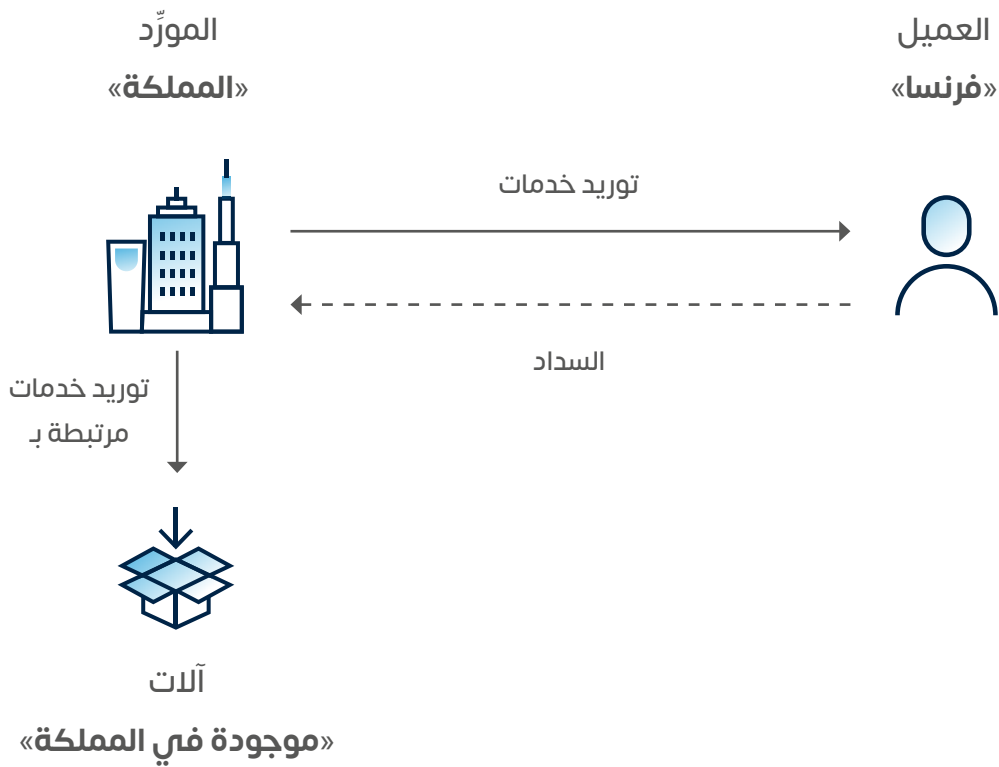 العميل
«فرنسا»
المورِّد
«المملكة»
توريد خدمات
السداد
توريد خدمات
مرتبطة بـ
آلات
«موجودة في المملكة»